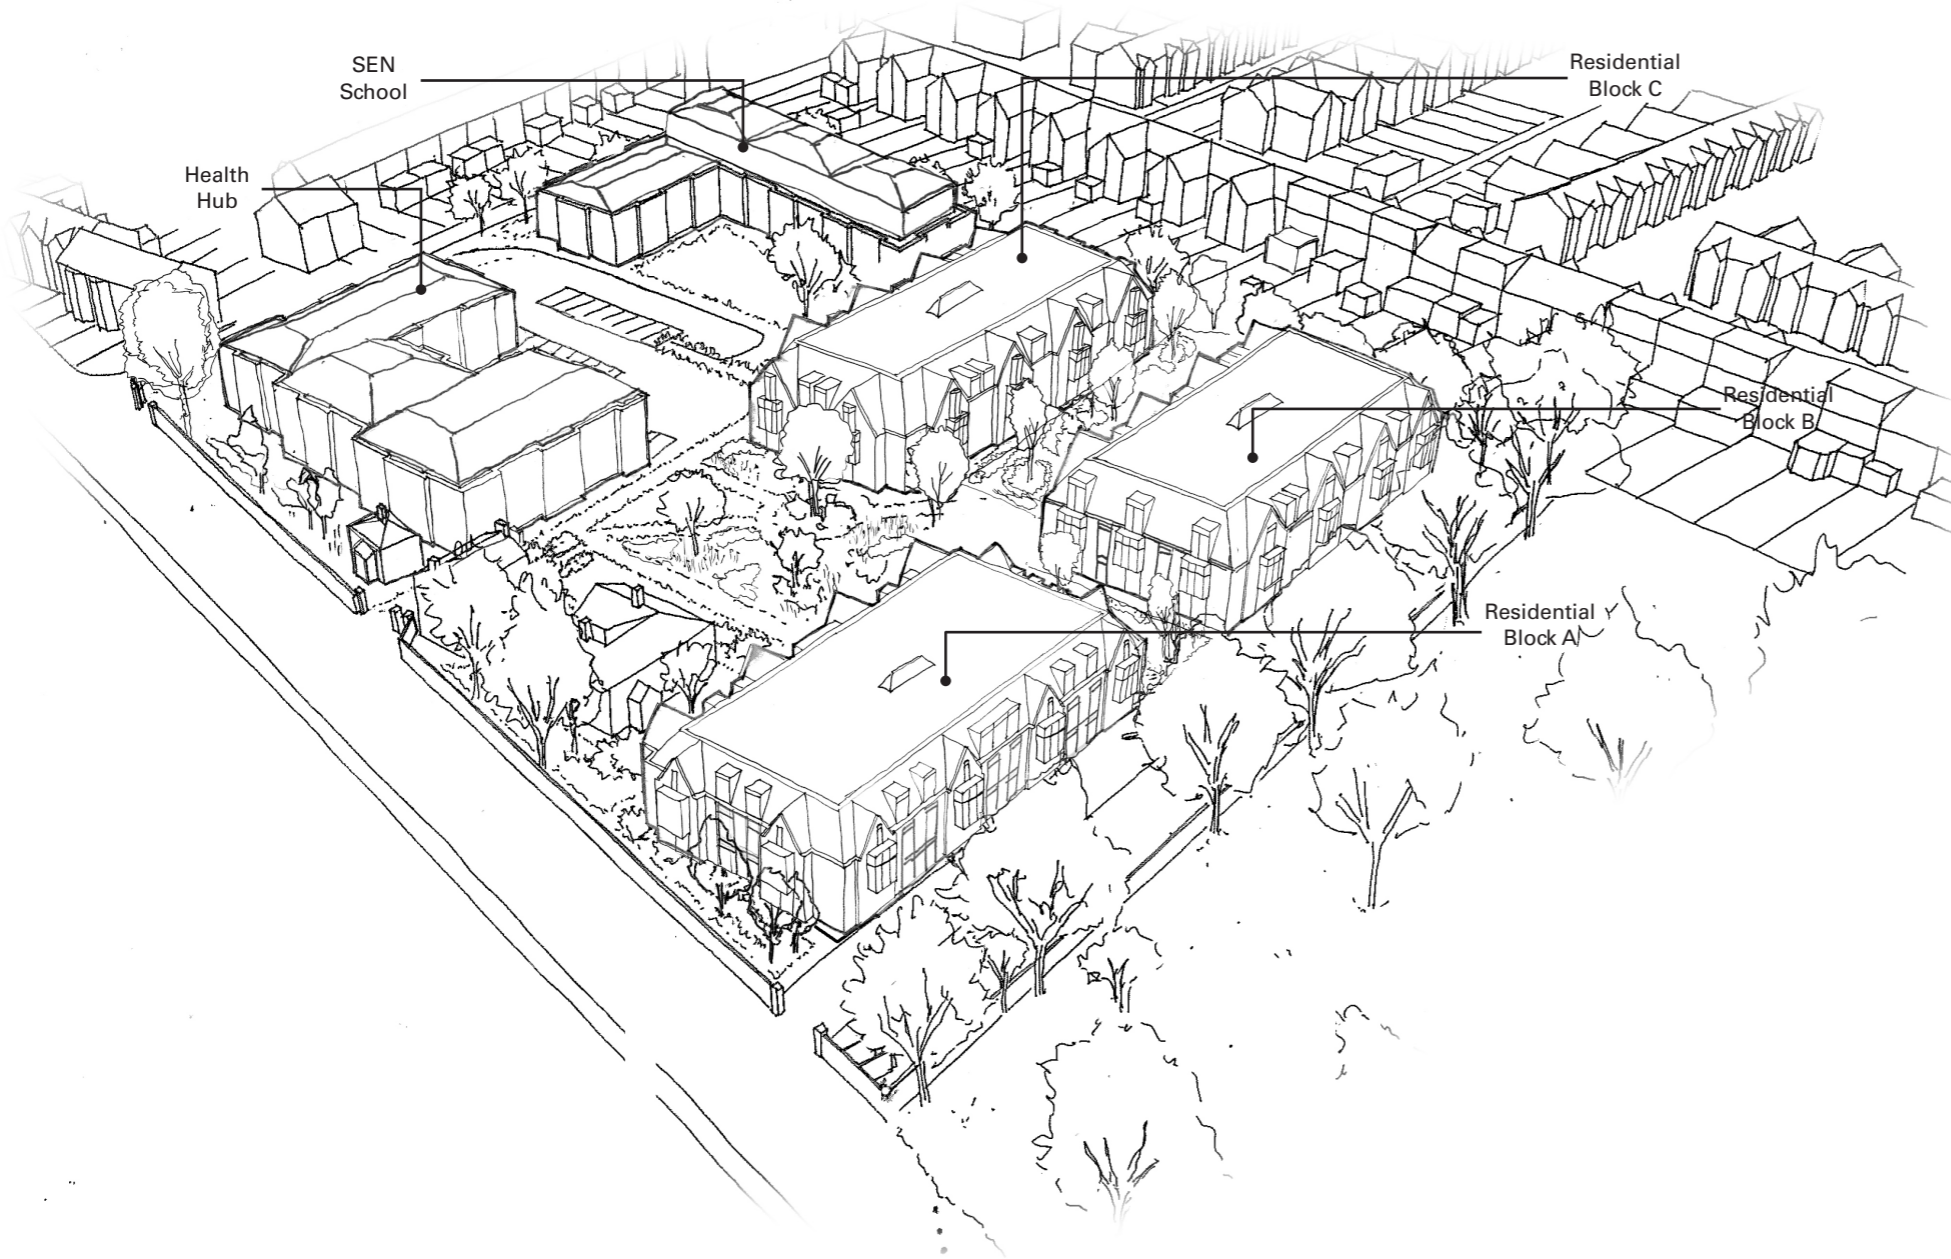 SEN
School
Residential
Block C
Health
Hub
Residential
Block B
Residential
Block A